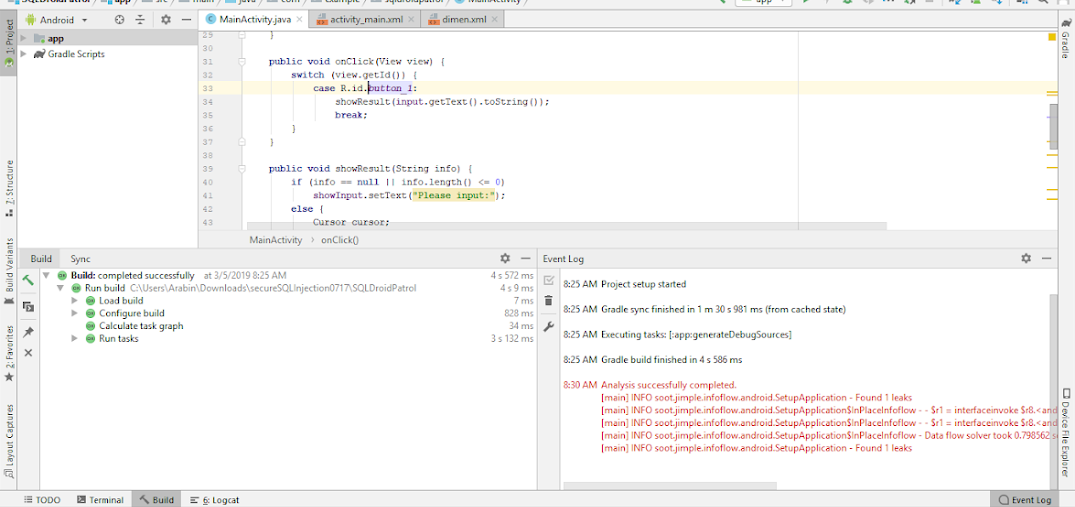 SQLDroidPatrol app src main java com example sqldroidpatrol MainActivity
Android
MainActivity.java × activity_main.xml × dimen.xml ×
1: Project
app
Gradle Scripts
Z: Structure
Build Variants
2: Favorites
Layout Captures
29 }
30
31 public void onClick(View view) {
32 switch (view.getId()) {
33 case R.id.button_1:
34 showResult(input.getText().toString());
35 break;
36 }
37 }
38
39 public void showResult(String info) {
40 if (info == null || info.length() <= 0)
41 showInput.setText("Please input:");
42 else {
43 Cursor cursor;
MainActivity > onClick()
Gradle
Device File Explorer
Build Sync
Build: completed successfully at 3/5/2019 8:25 AM 4 s 572 ms
Run build C:\Users\Arabin\Downloads\secureSQLInjection0717\SQLDroidPatrol 4 s 9 ms
Load build 7 ms
Configure build 828 ms
Calculate task graph 34 ms
Run tasks 3 s 132 ms
Event Log
8:25 AM Project setup started
8:25 AM Gradle sync finished in 1 m 30 s 981 ms (from cached state)
8:25 AM Executing tasks: [:app:generateDebugSources]
8:25 AM Gradle build finished in 4 s 586 ms
8:30 AM Analysis successfully completed.
[main] INFO soot.jimple.infoflow.android.SetupApplication - Found 1 leaks
[main] INFO soot.jimple.infoflow.android.SetupApplication$InPlaceInfoflow - - $r1 = interfaceinvoke $r8.<and
[main] INFO soot.jimple.infoflow.android.SetupApplication$InPlaceInfoflow - - $r1 = interfaceinvoke $r8.<and
[main] INFO soot.jimple.infoflow.android.SetupApplication$InPlaceInfoflow - Data flow solver took 0.798562 s
[main] INFO soot.jimple.infoflow.android.SetupApplication - Found 1 leaks
TODO Terminal Build 6: Logcat Event Log